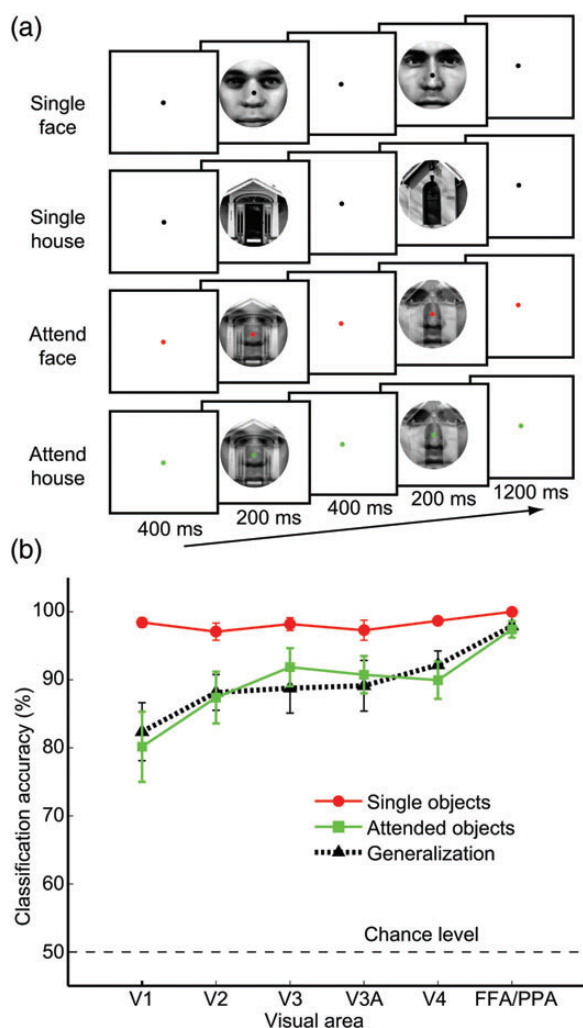 (a)
Single
face
Single
house
Attend
face
Attend
house
400 ms
200 ms
400 ms
200 ms
1200 ms
(b)
Classification accuracy (%)
100
90
80
70
60
50
Single objects
Attended objects
Generalization
Chance level
V1 V2 V3 V3A V4 FFA/PPA
Visual area